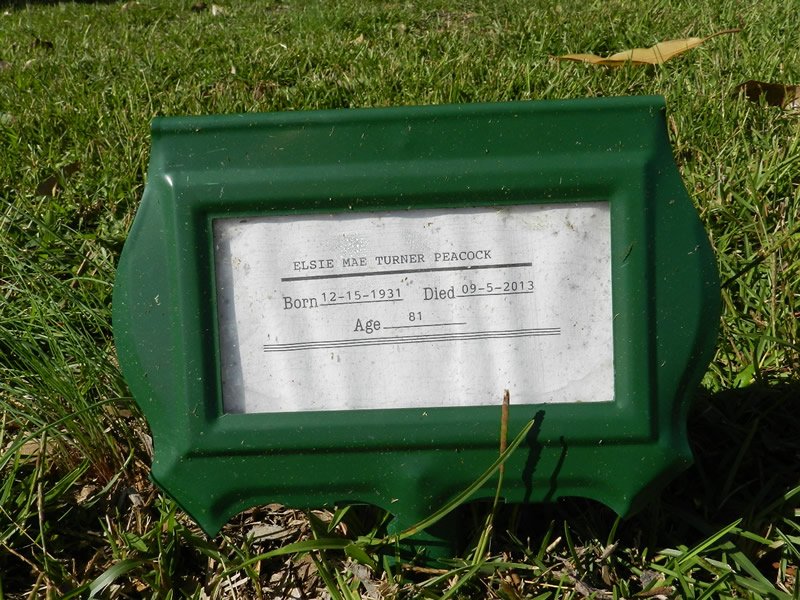 ELSIE MAE TURNER PEACOCK
Born 12-15-1931 Died 09-5-2013
Age 81